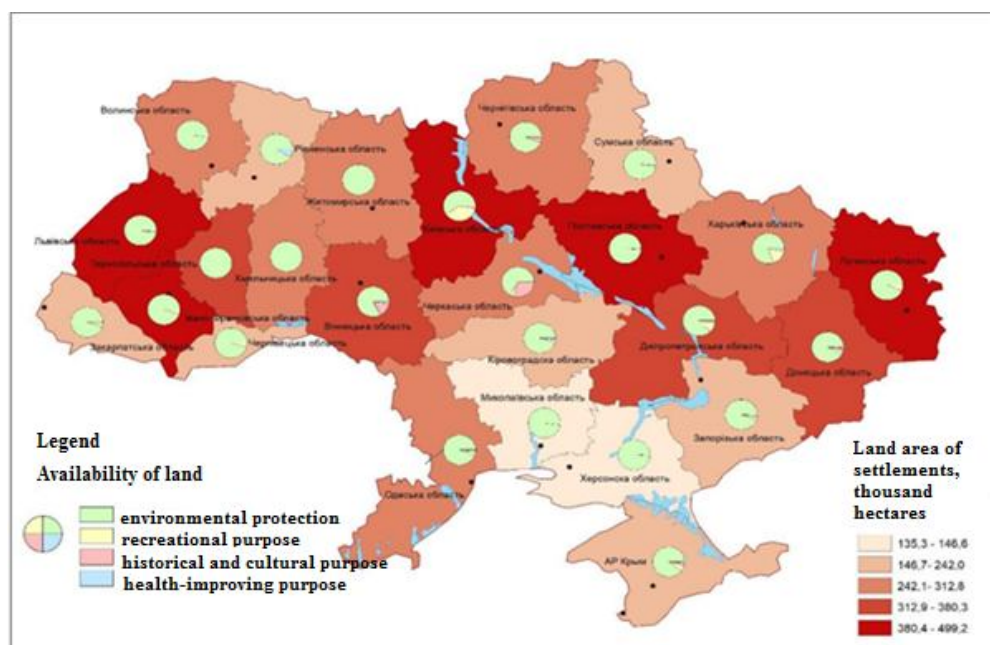 Волинська область
Рівненська область
Житомирська область
Чернігівська область
Сумська область
Київська область
Львівська область
Тернопільська область
Хмельницька область
Полтавська область
Харьківська область
Луганська область
Закарпатська область
Івано-Франківська область
Чернівецька область
Вінницька область
Черкаська область
Кіровоградська область
Дніпропетровська область
Донецька область
Миколаївська область
Запорізька область
Херсонска область
Одеська область
АР Крым
Legend
Availability of land
environmental protection
recreational purpose
historical and cultural purpose
health-improving purpose
Land area of
settlements,
thousand
hectares
135,3 - 146,6
146,7- 242,0
242,1- 312,8
312,9 - 380,3
380,4 - 499,2